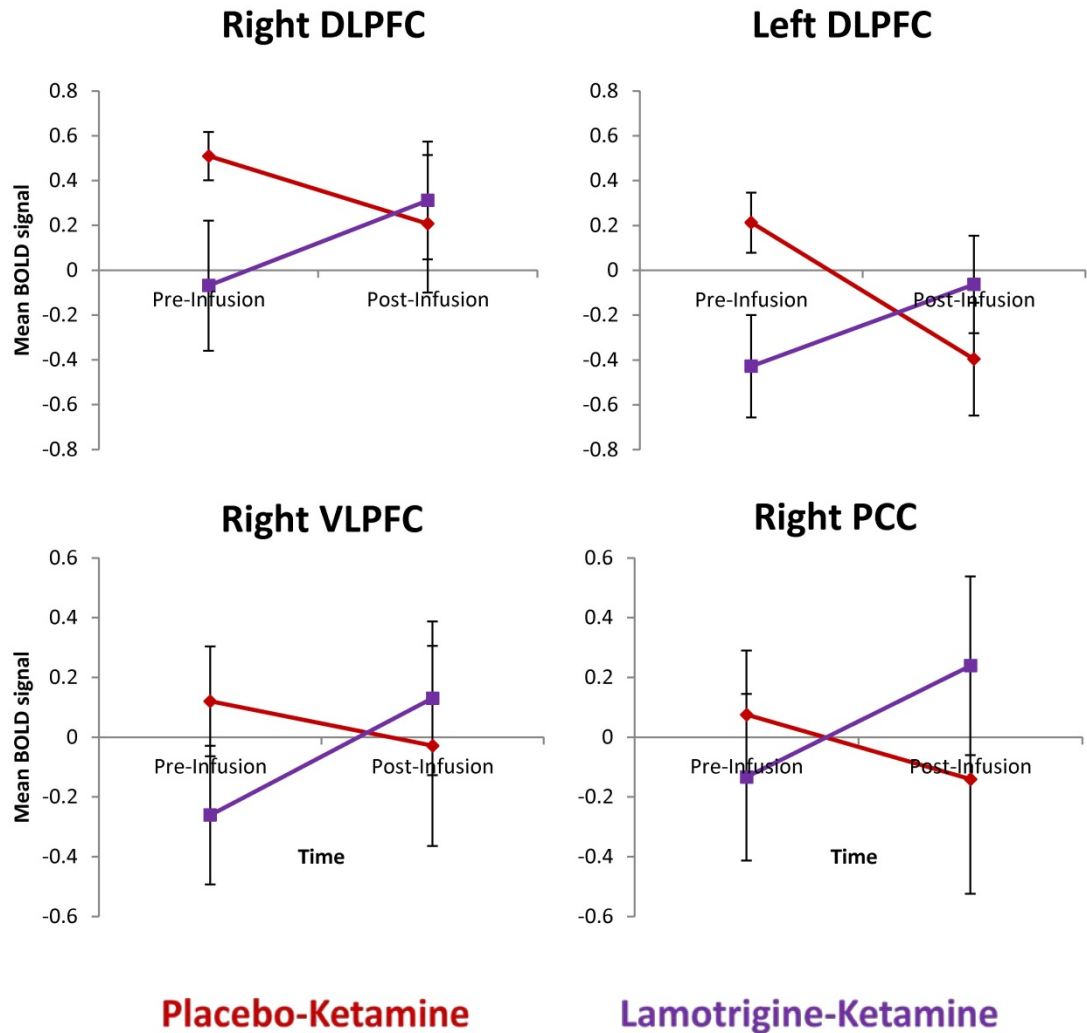 Right DLPFC
Left DLPFC
Mean BOLD signal
0.8
0.6
0.4
0.2
0
-0.2
-0.4
-0.6
-0.8
Pre-Infusion
Post-Infusion
0.8
0.6
0.4
0.2
0
-0.2
-0.4
-0.6
-0.8
Pre-Infusion
Post-Infusion
Right VLPFC
Right PCC
Mean BOLD signal
0.6
0.4
0.2
0
-0.2
-0.4
-0.6
Pre-Infusion
Post-Infusion
Time
0.6
0.4
0.2
0
-0.2
-0.4
-0.6
Pre-Infusion
Post-Infusion
Time
Placebo-Ketamine
Lamotrigine-Ketamine